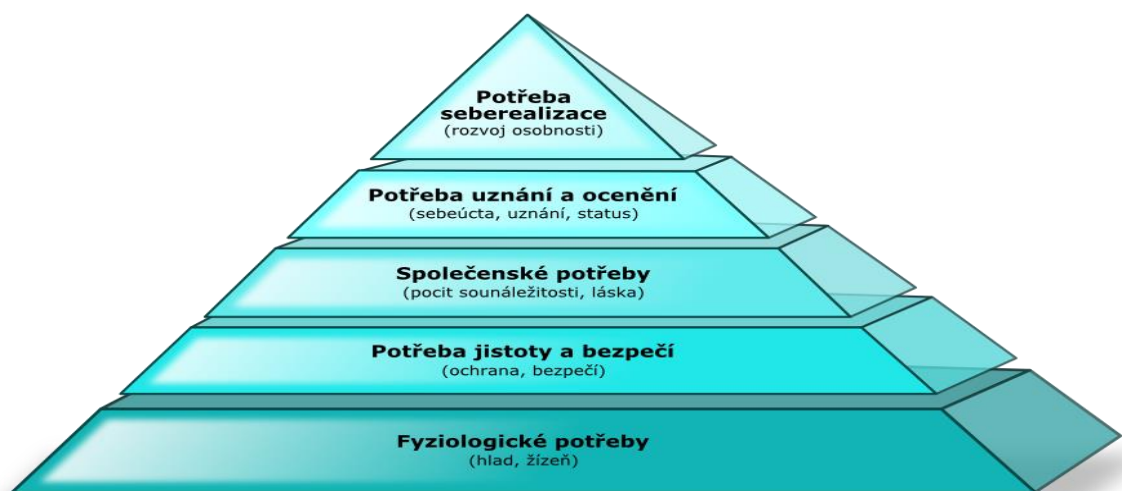 Potřeba
seberealizace
(rozvoj osobnosti)
Potřeba uznání a ocenění
(sebeúcta, uznání, status)
Společenské potřeby
(pocit sounáležitosti, láska)
Potřeba jistoty a bezpečí
(ochrana, bezpečí)
Fyziologické potřeby
(hlad, žízeň)